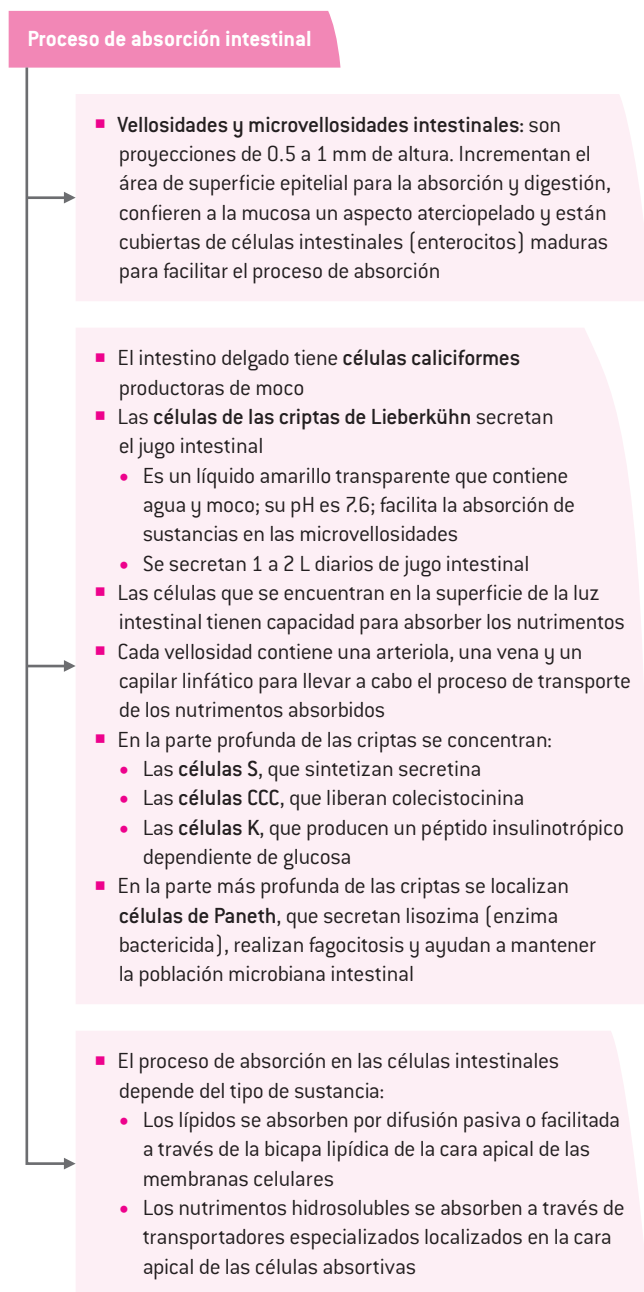 Proceso de absorción intestinal
■ Vellosidades y microvellosidades intestinales: son
proyecciones de 0.5 a 1 mm de altura. Incrementan el
área de superficie epitelial para la absorción y digestión,
confieren a la mucosa un aspecto aterciopelado y están
cubiertas de células intestinales (enterocitos) maduras
para facilitar el proceso de absorción
■ El intestino delgado tiene células caliciformes
productoras de moco
■ Las células de las criptas de Lieberkühn secretan
el jugo intestinal
• Es un líquido amarillo transparente que contiene
agua y moco; su pH es 7.6; facilita la absorción de
sustancias en las microvellosidades
• Se secretan 1 a 2 L diarios de jugo intestinal
■ Las células que se encuentran en la superficie de la luz
intestinal tienen capacidad para absorber los nutrimentos
■ Cada vellosidad contiene una arteriola, una vena y un
capilar linfático para llevar a cabo el proceso de transporte
de los nutrimentos absorbidos
■ En la parte profunda de las criptas se concentran:
• Las células S, que sintetizan secretina
• Las células CCC, que liberan colecistocinina
• Las células K, que producen un péptido insulinotrópico
dependiente de glucosa
■ En la parte más profunda de las criptas se localizan
células de Paneth, que secretan lisozima (enzima
bactericida), realizan fagocitosis y ayudan a mantener
la población microbiana intestinal
■ El proceso de absorción en las células intestinales
depende del tipo de sustancia:
• Los lípidos se absorben por difusión pasiva o facilitada
a través de la bicapa lipídica de la cara apical de las
membranas celulares
• Los nutrimentos hidrosolubles se absorben a través de
transportadores especializados localizados en la cara
apical de las células absortivas